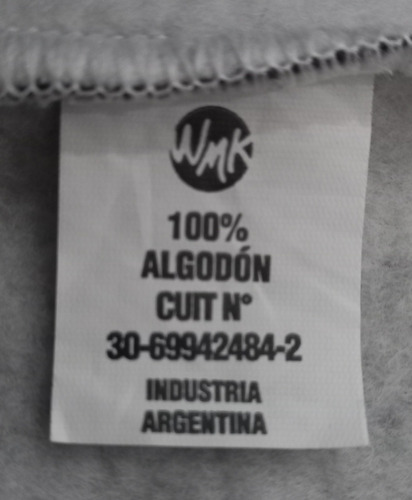 WMK
100%
ALGODÓN
CUIT N°
30-69942484-2
INDUSTRIA
ARGENTINA